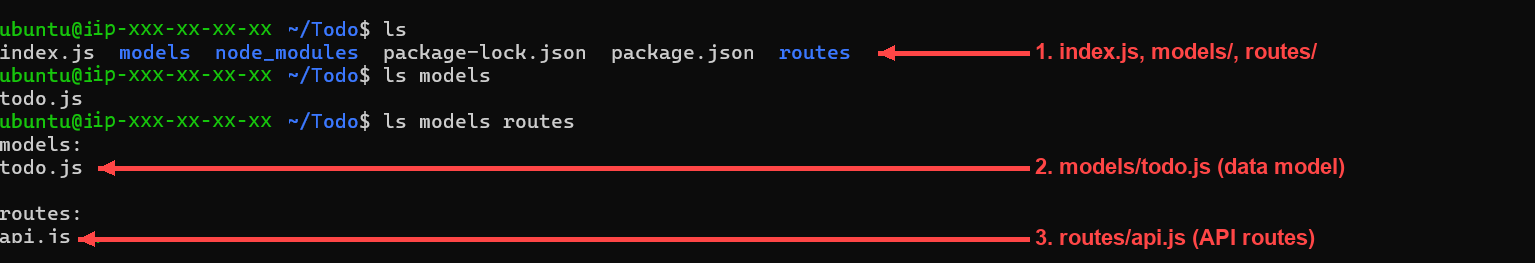 ubuntu@iip-xxx-xx-xx-xx ~/Todo$ ls
index.js models node_modules package-lock.json package.json routes 1. index.js, models/, routes/
ubuntu@iip-xxx-xx-xx-xx ~/Todo$ ls models
todo.js
ubuntu@iip-xxx-xx-xx-xx ~/Todo$ ls models routes
models:
todo.js 2. models/todo.js (data model)
routes:
api.js 3. routes/api.js (API routes)